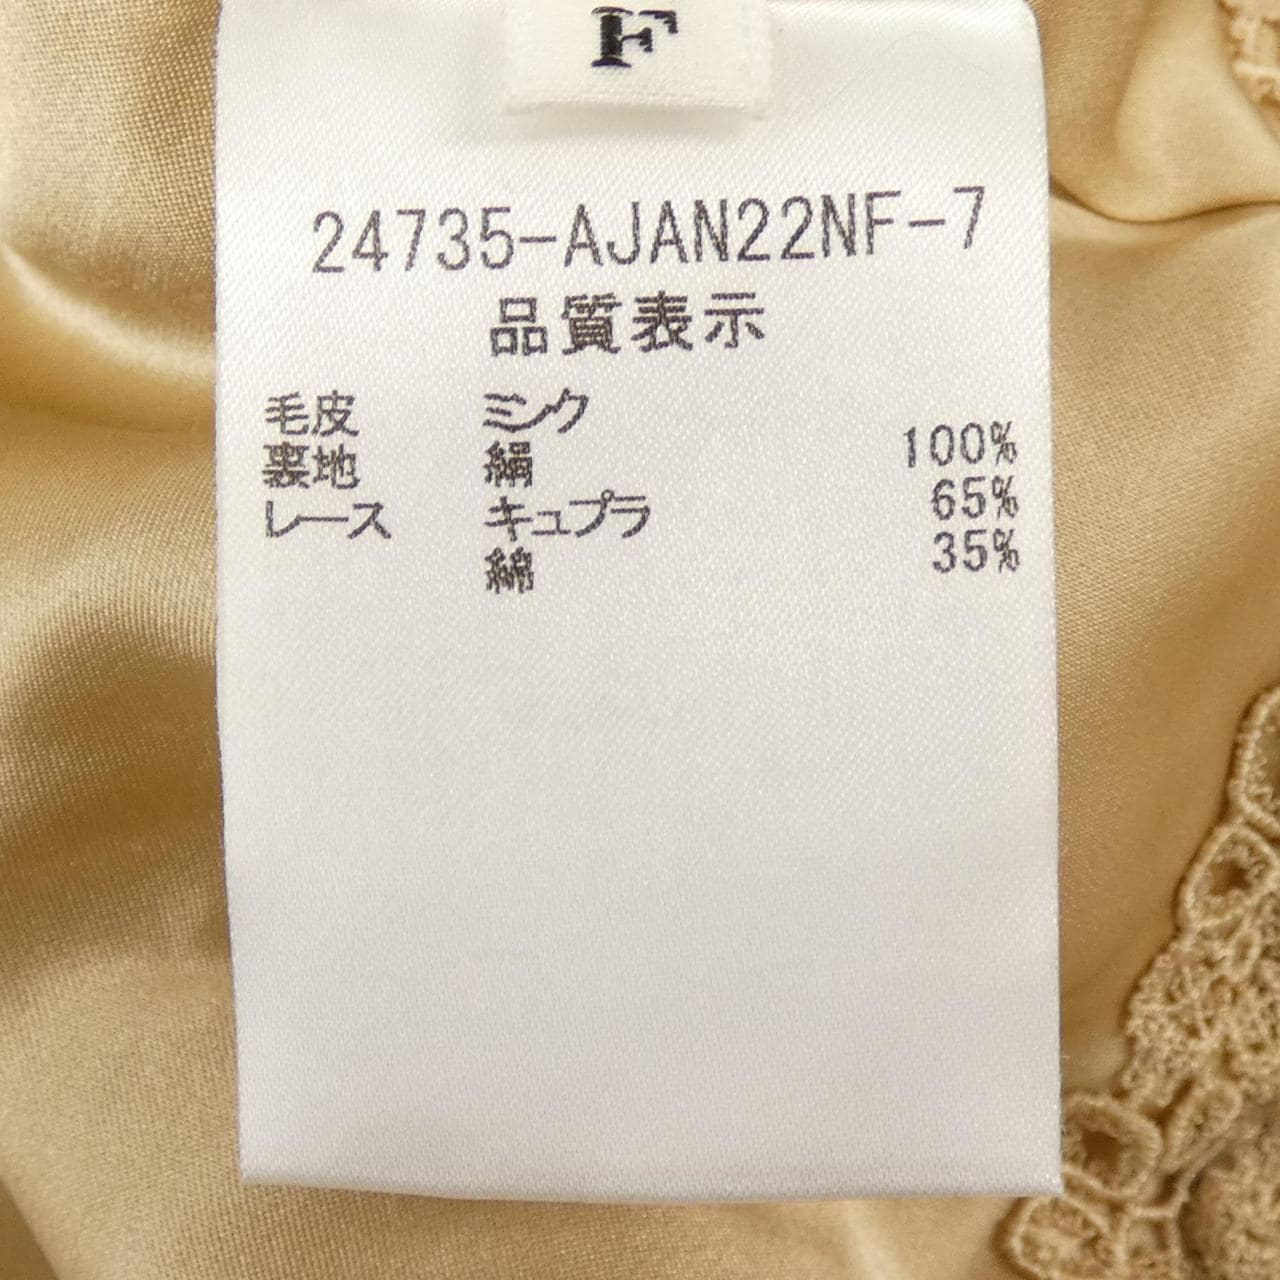 F
24735-AJAN22NF-7
品質表示
毛皮 ミンク
裏地 絹 100%
レース キュプラ 65%
綿 35%